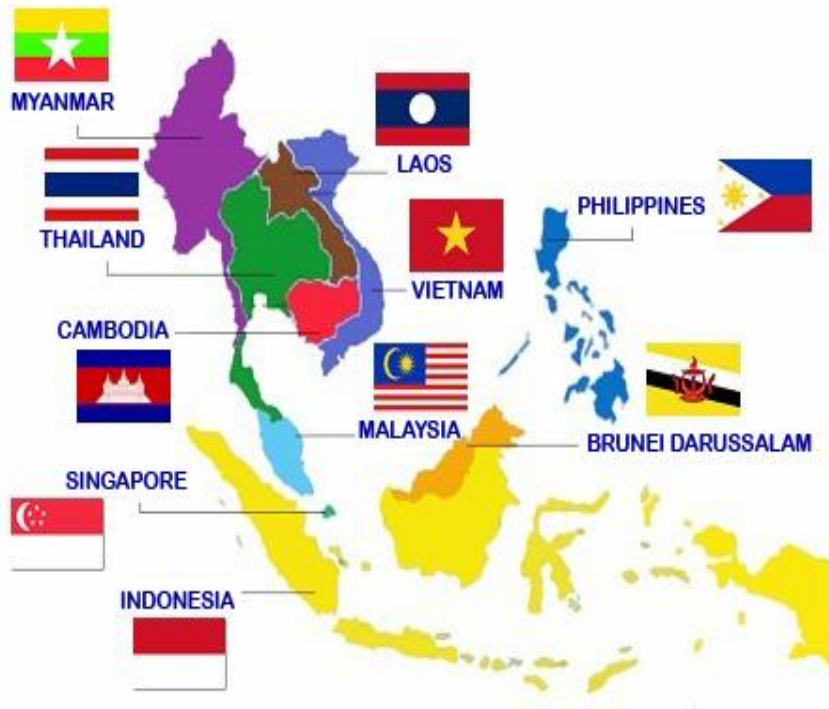 MYANMAR
LAOS
PHILIPPINES
THAILAND
VIETNAM
CAMBODIA
MALAYSIA
BRUNEI DARUSSALAM
SINGAPORE
INDONESIA